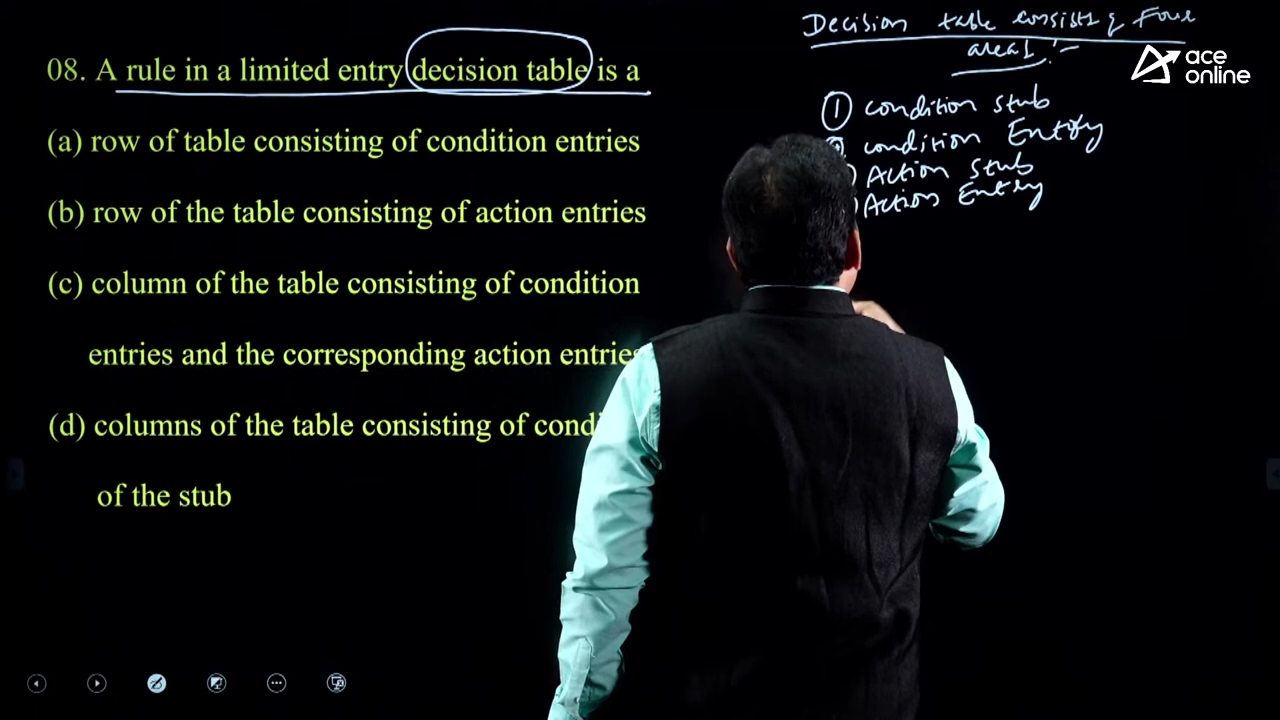 08. A rule in a limited entry decision table is a
(a) row of table consisting of condition entries
(b) row of the table consisting of action entries
(c) column of the table consisting of condition
entries and the corresponding action entries
(d) columns of the table consisting of
of the stub
Decision table consists of Four
areas :-
ace
online
① condition stub
condition Entry
Action Stub
Action Entry